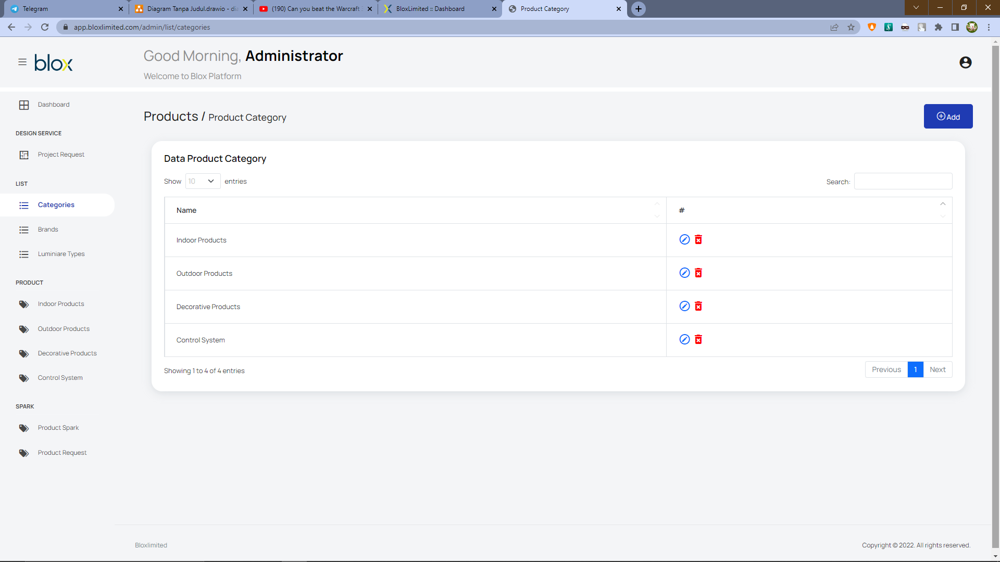 Telegram
Diagram Tanpa Judul.drawio - dia
(190) Can you beat the Warcraft 3
BloxLimited :: Dashboard
Product Category
app.bloxlimited.com/admin/list/categories
blox
Good Morning, Administrator
Welcome to Blox Platform
Dashboard
DESIGN SERVICE
Project Request
LIST
Categories
Brands
Luminiare Types
PRODUCT
Indoor Products
Outdoor Products
Decorative Products
Control System
SPARK
Product Spark
Product Request
Products / Product Category
Add
Data Product Category
Show 10 entries
Search:
Name #
Indoor Products
Outdoor Products
Decorative Products
Control System
Showing 1 to 4 of 4 entries
Previous 1 Next
Bloxlimited
Copyright © 2022. All rights reserved.